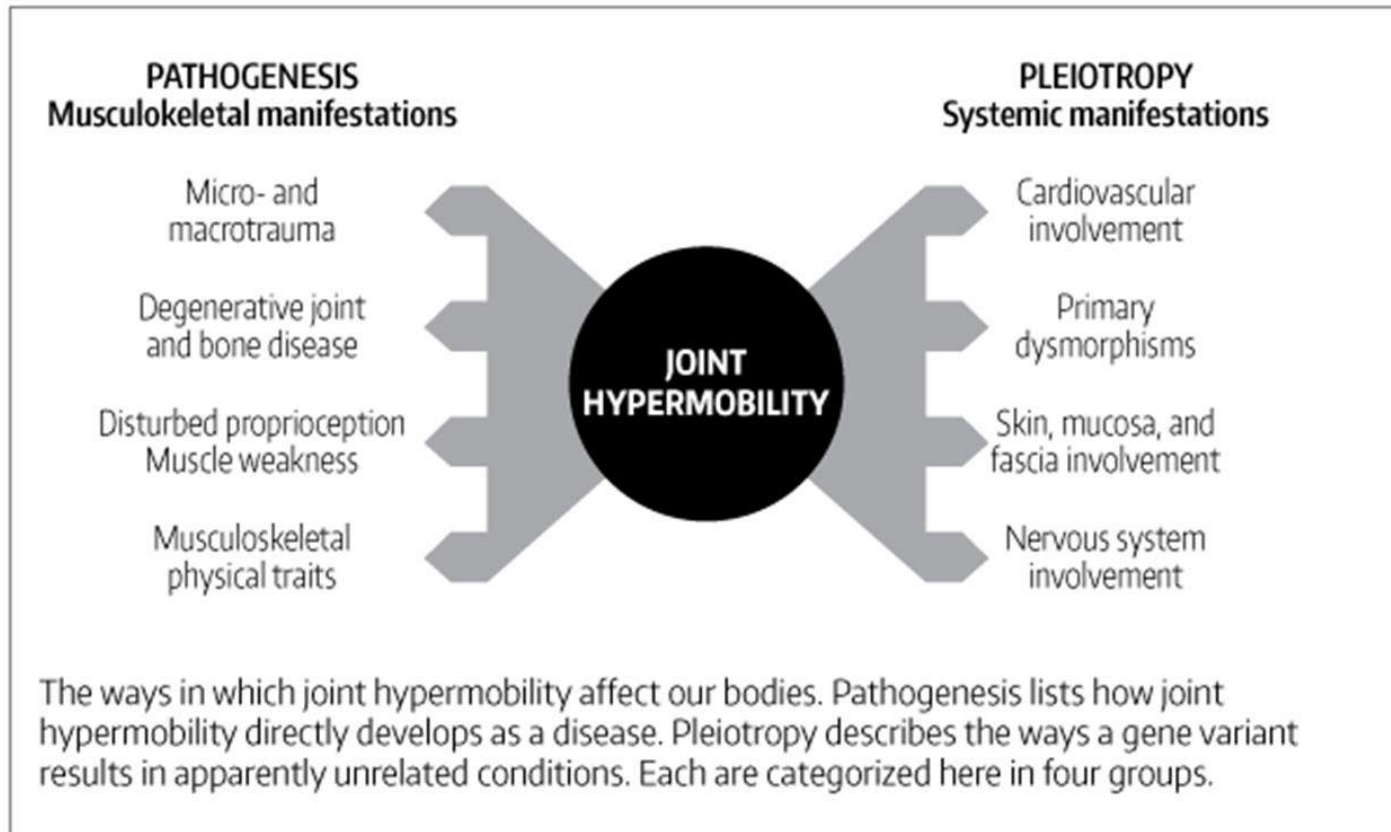 PATHOGENESIS
Musculokeletal manifestations
Micro- and
macrotrauma
Degenerative joint
and bone disease
Disturbed proprioception
Muscle weakness
Musculoskeletal
physical traits
JOINT
HYPERMOBILITY
PLEIOTROPY
Systemic manifestations
Cardiovascular
involvement
Primary
dysmorphisms
Skin, mucosa, and
fascia involvement
Nervous system
involvement
The ways in which joint hypermobility affect our bodies. Pathogenesis lists how joint
hypermobility directly develops as a disease. Pleiotropy describes the ways a gene variant
results in apparently unrelated conditions. Each are categorized here in four groups.